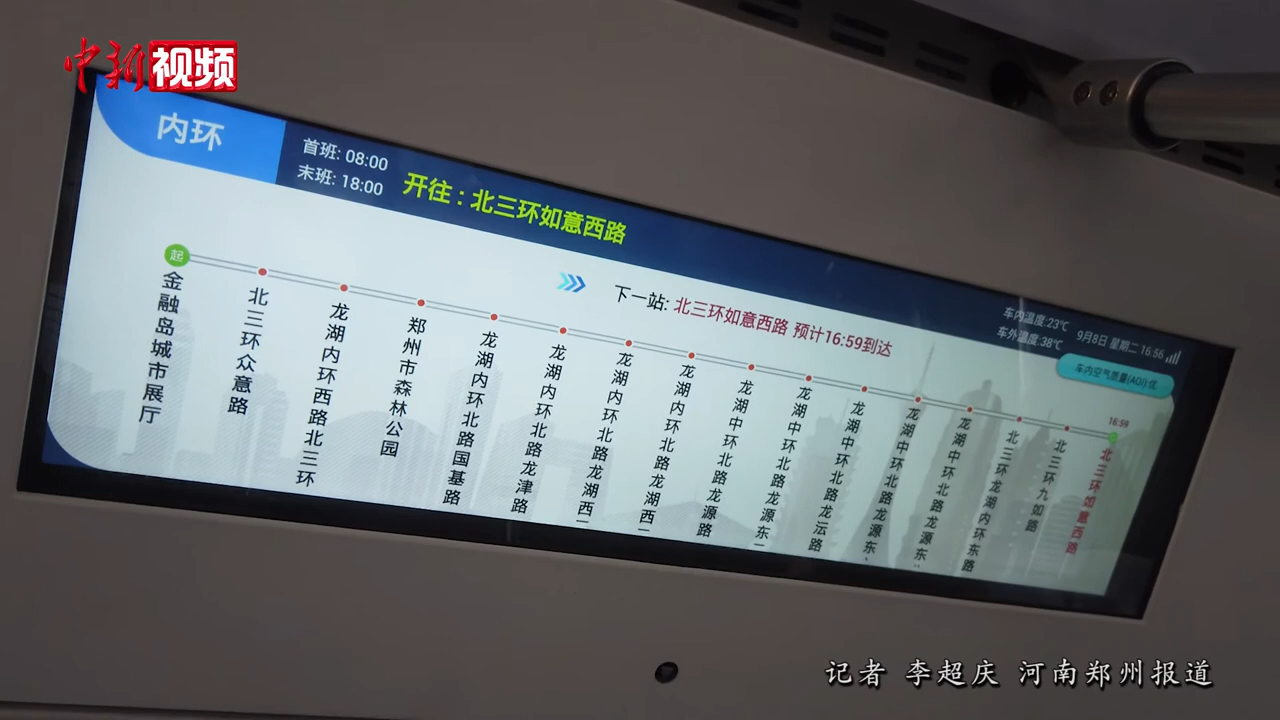 中新视频
内环
首班: 08:00
末班: 18:00
开往 : 北三环如意西路
下一站: 北三环如意西路 预计16:59到达
车内温度:23℃
车外温度:38℃
9月8日 星期二 16:56
车内空气质量(AQI):优
起
金融岛城市展厅
北三环众意路
龙湖内环西路北三环
郑州市森林公园
龙湖内环北路国基路
龙湖内环北路龙津路
龙湖内环北路龙湖西一
龙湖内环北路龙湖西一
龙湖中环北路龙源路
龙湖中环北路龙源东一
龙湖中环北路龙沄路
龙湖中环北路龙源东
龙湖中环北路龙源东
北三环龙湖内环东路
北三环九如路
16:59
北三环如意西路
记者 李超庆 河南郑州报道